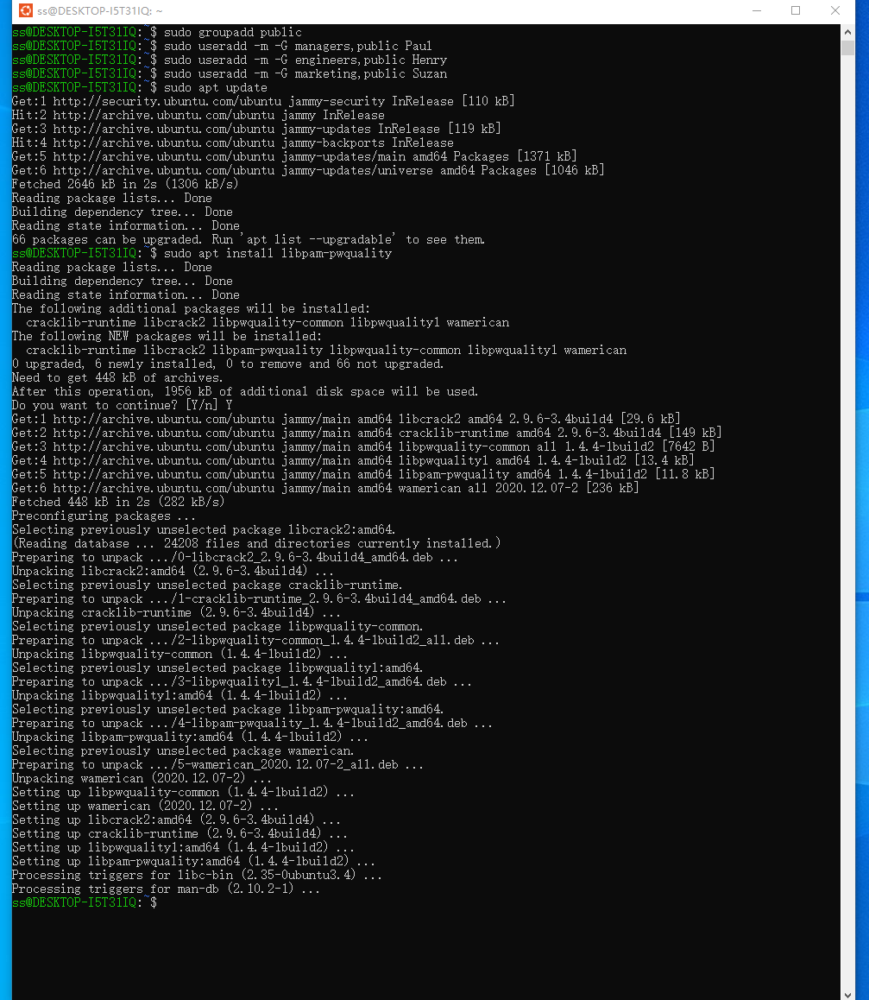 ss@DESKTOP-I5T31IQ: ~
ss@DESKTOP-I5T31IQ:~$ sudo groupadd public
ss@DESKTOP-I5T31IQ:~$ sudo useradd -m -G managers,public Paul
ss@DESKTOP-I5T31IQ:~$ sudo useradd -m -G engineers,public Henry
ss@DESKTOP-I5T31IQ:~$ sudo useradd -m -G marketing,public Suzan
ss@DESKTOP-I5T31IQ:~$ sudo apt update
Get:1 http://security.ubuntu.com/ubuntu jammy-security InRelease [110 kB]
Hit:2 http://archive.ubuntu.com/ubuntu jammy InRelease
Get:3 http://archive.ubuntu.com/ubuntu jammy-updates InRelease [119 kB]
Hit:4 http://archive.ubuntu.com/ubuntu jammy-backports InRelease
Get:5 http://archive.ubuntu.com/ubuntu jammy-updates/main amd64 Packages [1371 kB]
Get:6 http://archive.ubuntu.com/ubuntu jammy-updates/universe amd64 Packages [1046 kB]
Fetched 2646 kB in 2s (1306 kB/s)
Reading package lists... Done
Building dependency tree... Done
Reading state information... Done
66 packages can be upgraded. Run 'apt list --upgradable' to see them.
ss@DESKTOP-I5T31IQ:~$ sudo apt install libpam-pwquality
Reading package lists... Done
Building dependency tree... Done
Reading state information... Done
The following additional packages will be installed:
  cracklib-runtime libcrack2 libpwquality-common libpwquality1 wamerican
The following NEW packages will be installed:
  cracklib-runtime libcrack2 libpam-pwquality libpwquality-common libpwquality1 wamerican
0 upgraded, 6 newly installed, 0 to remove and 66 not upgraded.
Need to get 448 kB of archives.
After this operation, 1956 kB of additional disk space will be used.
Do you want to continue? [Y/n] Y
Get:1 http://archive.ubuntu.com/ubuntu jammy/main amd64 libcrack2 amd64 2.9.6-3.4build4 [29.6 kB]
Get:2 http://archive.ubuntu.com/ubuntu jammy/main amd64 cracklib-runtime amd64 2.9.6-3.4build4 [149 kB]
Get:3 http://archive.ubuntu.com/ubuntu jammy/main amd64 libpwquality-common all 1.4.4-1build2 [7642 B]
Get:4 http://archive.ubuntu.com/ubuntu jammy/main amd64 libpwquality1 amd64 1.4.4-1build2 [13.4 kB]
Get:5 http://archive.ubuntu.com/ubuntu jammy/main amd64 libpam-pwquality amd64 1.4.4-1build2 [11.8 kB]
Get:6 http://archive.ubuntu.com/ubuntu jammy/main amd64 wamerican all 2020.12.07-2 [236 kB]
Fetched 448 kB in 2s (282 kB/s)
Preconfiguring packages ...
Selecting previously unselected package libcrack2:amd64.
(Reading database ... 24208 files and directories currently installed.)
Preparing to unpack .../0-libcrack2_2.9.6-3.4build4_amd64.deb ...
Unpacking libcrack2:amd64 (2.9.6-3.4build4) ...
Selecting previously unselected package cracklib-runtime.
Preparing to unpack .../1-cracklib-runtime_2.9.6-3.4build4_amd64.deb ...
Unpacking cracklib-runtime (2.9.6-3.4build4) ...
Selecting previously unselected package libpwquality-common.
Preparing to unpack .../2-libpwquality-common_1.4.4-1build2_all.deb ...
Unpacking libpwquality-common (1.4.4-1build2) ...
Selecting previously unselected package libpwquality1:amd64.
Preparing to unpack .../3-libpwquality1_1.4.4-1build2_amd64.deb ...
Unpacking libpwquality1:amd64 (1.4.4-1build2) ...
Selecting previously unselected package libpam-pwquality:amd64.
Preparing to unpack .../4-libpam-pwquality_1.4.4-1build2_amd64.deb ...
Unpacking libpam-pwquality:amd64 (1.4.4-1build2) ...
Selecting previously unselected package wamerican.
Preparing to unpack .../5-wamerican_2020.12.07-2_all.deb ...
Unpacking wamerican (2020.12.07-2) ...
Setting up libpwquality-common (1.4.4-1build2) ...
Setting up wamerican (2020.12.07-2) ...
Setting up libcrack2:amd64 (2.9.6-3.4build4) ...
Setting up cracklib-runtime (2.9.6-3.4build4) ...
Setting up libpwquality1:amd64 (1.4.4-1build2) ...
Setting up libpam-pwquality:amd64 (1.4.4-1build2) ...
Processing triggers for libc-bin (2.35-0ubuntu3.4) ...
Processing triggers for man-db (2.10.2-1) ...
ss@DESKTOP-I5T31IQ:~$